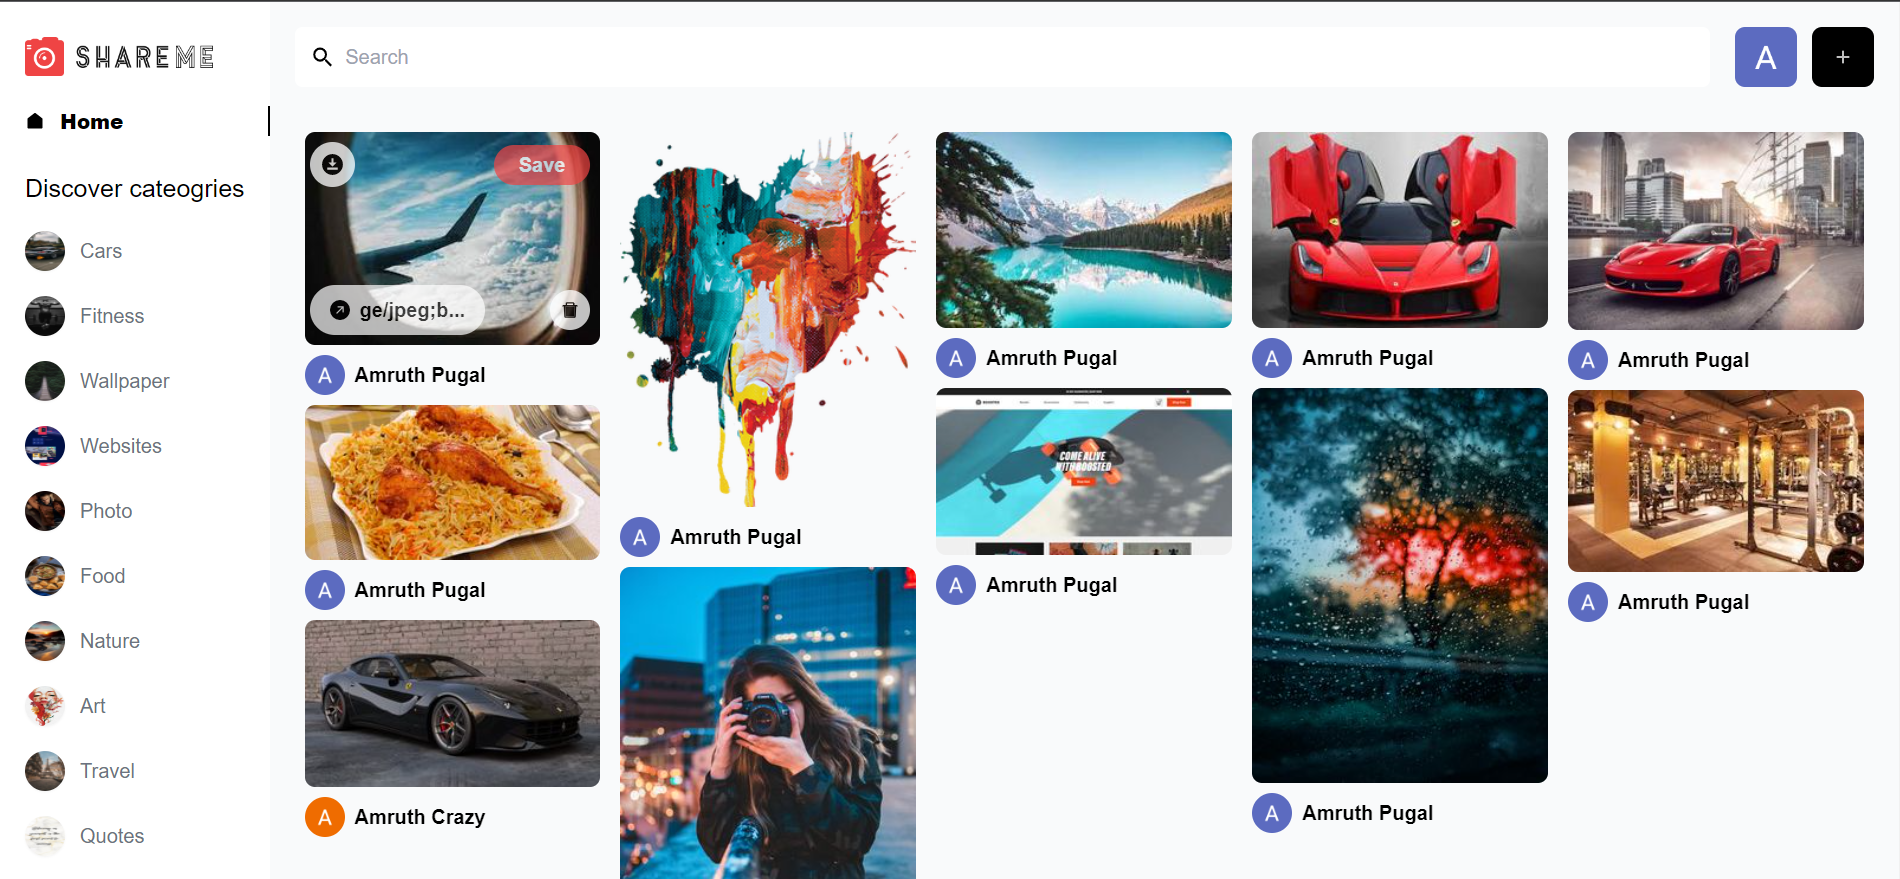 SHAREME
Search
A
+
Home
Discover cateogries
Cars
Fitness
Wallpaper
Websites
Photo
Food
Nature
Art
Travel
Quotes
Save
ge/jpeg;b...
A Amruth Pugal
A Amruth Pugal
A Amruth Crazy
A Amruth Pugal
A Amruth Pugal
COME ALIVE
WITH BOOSTED
A Amruth Pugal
A Amruth Pugal
A Amruth Pugal
A Amruth Pugal
A Amruth Pugal